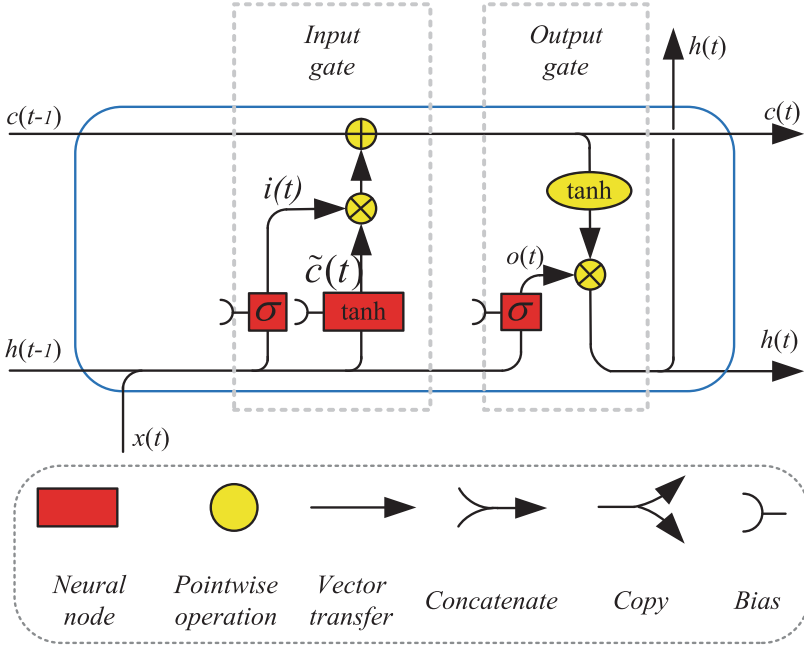 Input
gate
Output
gate
h(t)
c(t-1)
c(t)
i(t)
tanh
c̃(t)
o(t)
σ
tanh
σ
h(t-1)
h(t)
x(t)
Neural
node
Pointwise
operation
Vector
transfer
Concatenate
Copy
Bias